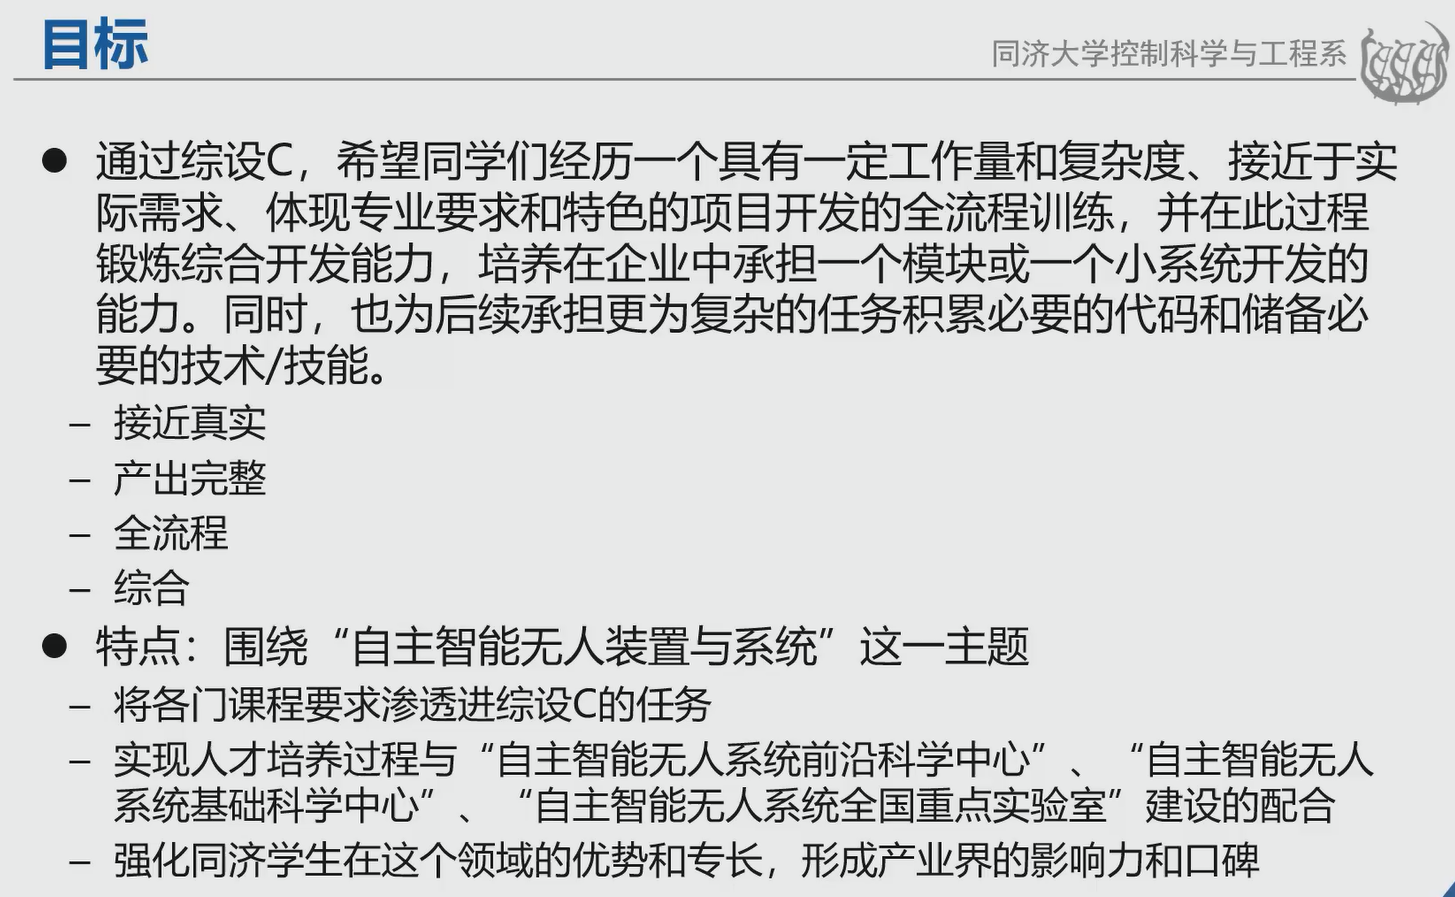 目标
同济大学控制科学与工程系
● 通过综设C，希望同学们经历一个具有一定工作量和复杂度、接近于实
际需求、体现专业要求和特色的项目开发的全流程训练，并在此过程
锻炼综合开发能力，培养在企业中承担一个模块或一个小系统开发的
能力。同时，也为后续承担更为复杂的任务积累必要的代码和储备必
要的技术/技能。
– 接近真实
– 产出完整
– 全流程
– 综合
● 特点：围绕“自主智能无人装置与系统”这一主题
– 将各门课程要求渗透进综设C的任务
– 实现人才培养过程与“自主智能无人系统前沿科学中心”、“自主智能无人
系统基础科学中心”、“自主智能无人系统全国重点实验室”建设的配合
– 强化同济学生在这个领域的优势和专长，形成产业界的影响力和口碑